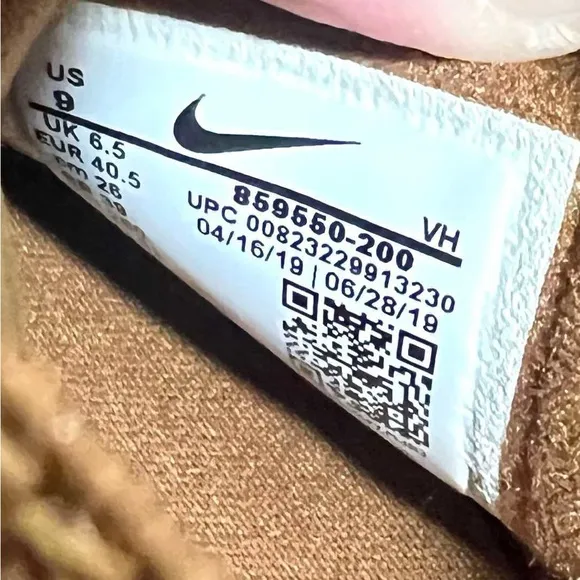 US
9
UK 6.5
EUR 40.5
cm 26
VH
859550-200
UPC 00823229913230
04/16/19 | 06/28/19